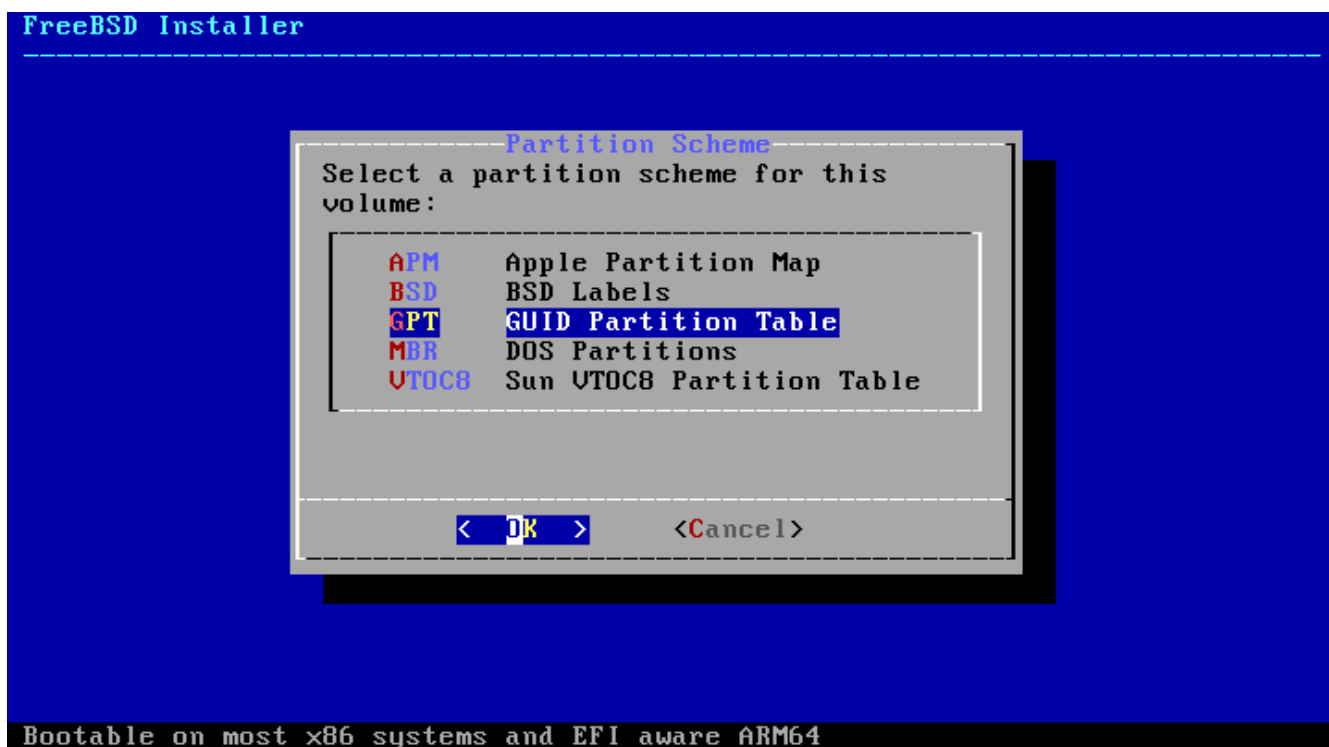 FreeBSD Installer
Partition Scheme
Select a partition scheme for this
volume:
APM Apple Partition Map
BSD BSD Labels
GPT GUID Partition Table
MBR DOS Partitions
VTOC8 Sun VTOC8 Partition Table
< OK > <Cancel>
Bootable on most x86 systems and EFI aware ARM64